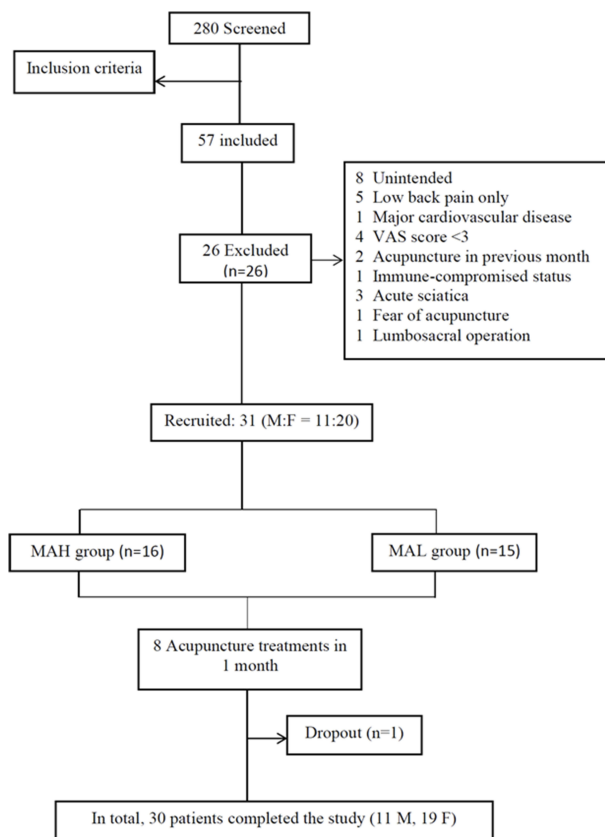 280 Screened
Inclusion criteria
57 included
8 Unintended
5 Low back pain only
1 Major cardiovascular disease
4 VAS score <3
2 Acupuncture in previous month
1 Immune-compromised status
3 Acute sciatica
1 Fear of acupuncture
1 Lumbosacral operation
26 Excluded
(n=26)
Recruited: 31 (M:F = 11:20)
MAH group (n=16)
MAL group (n=15)
8 Acupuncture treatments in
1 month
Dropout (n=1)
In total, 30 patients completed the study (11 M, 19 F)